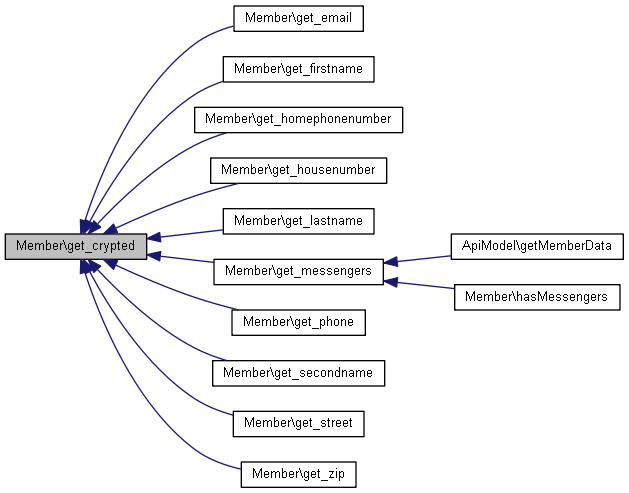 Member\get_email
Member\get_firstname
Member\get_homephonenumber
Member\get_housenumber
Member\get_lastname
Member\get_crypted
Member\get_messengers
ApiModel\getMemberData
Member\hasMessengers
Member\get_phone
Member\get_secondname
Member\get_street
Member\get_zip